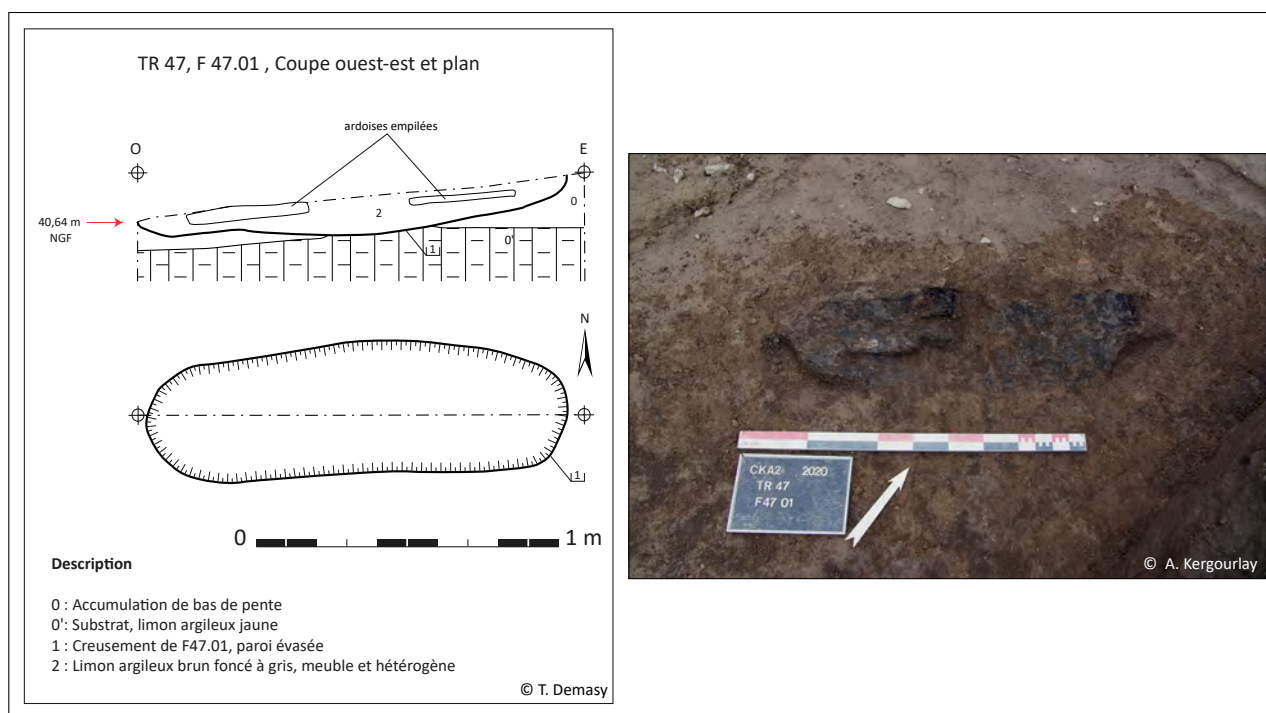 TR 47, F 47.01 , Coupe ouest-est et plan
ardoises empilées
O
E
2
0
40,64 m
NGF
1
0'
N
1
0
1 m
Description
0 : Accumulation de bas de pente
0': Substrat, limon argileux jaune
1 : Creusement de F47.01, paroi évasée
2 : Limon argileux brun foncé à gris, meuble et hétérogène
© T. Demasy
CKA2 2020
TR 47
F47 01
© A. Kergourlay